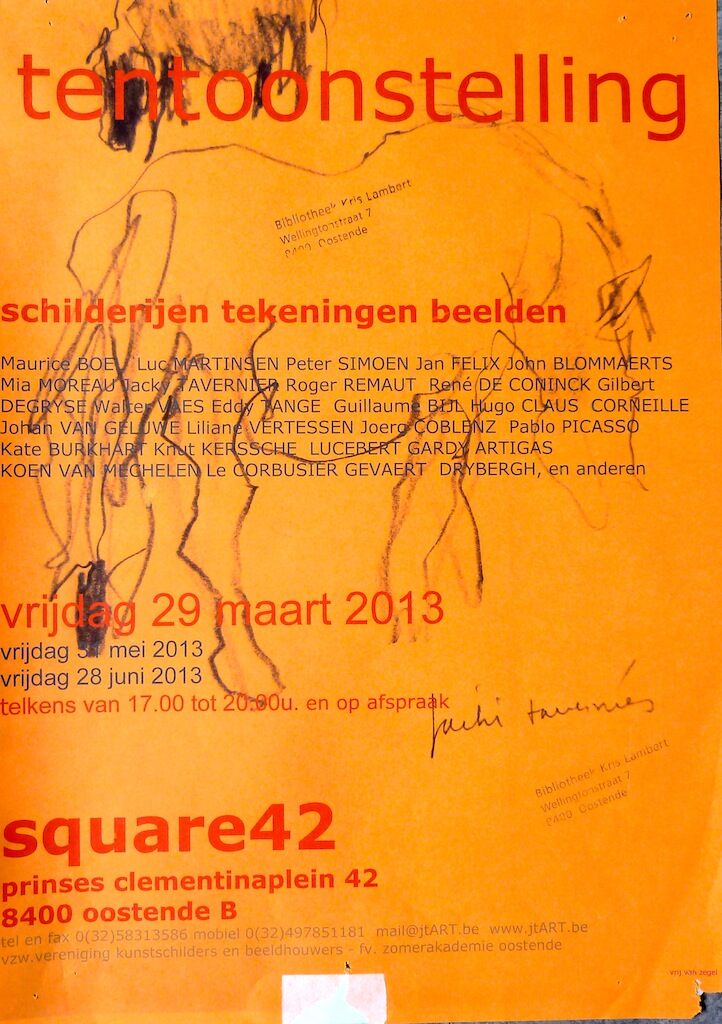 tentoonstelling
Bibliotheek Kris Lambert
Wellingtonstraat 7
8400 Oostende
schilderijen tekeningen beelden
Maurice BOEY Luc MARTINSEN Peter SIMOEN Jan FELIX John BLOMMAERTS
Mia MOREAU Jacky TAVERNIER Roger REMAUT René DE CONINCK Gilbert
DEGRYSE Walter VAES Eddy TANGE Guillaume BIJL Hugo CLAUS CORNEILLE
Johan VAN GELUWE Liliane VERTESSEN Joerg COBLENZ Pablo PICASSO
Kate BURKHART Knut KERSSCHE LUCEBERT GARDY ARTIGAS
KOEN VAN MECHELEN Le CORBUSIER GEVAERT DRYBERGH, en anderen
vrijdag 29 maart 2013
vrijdag 31 mei 2013
vrijdag 28 juni 2013
telkens van 17.00 tot 20.00u. en op afspraak
Bibliotheek Kris Lambert
Wellingtonstraat 7
8400 Oostende
square42
prinses clementinaplein 42
8400 oostende B
tel en fax 0(32)58313586 mobiel 0(32)497851181 mail@jtART.be www.jtART.be
vzw.vereniging kunstschilders en beeldhouwers - fv. zomerakademie oostende
vrij van zegel